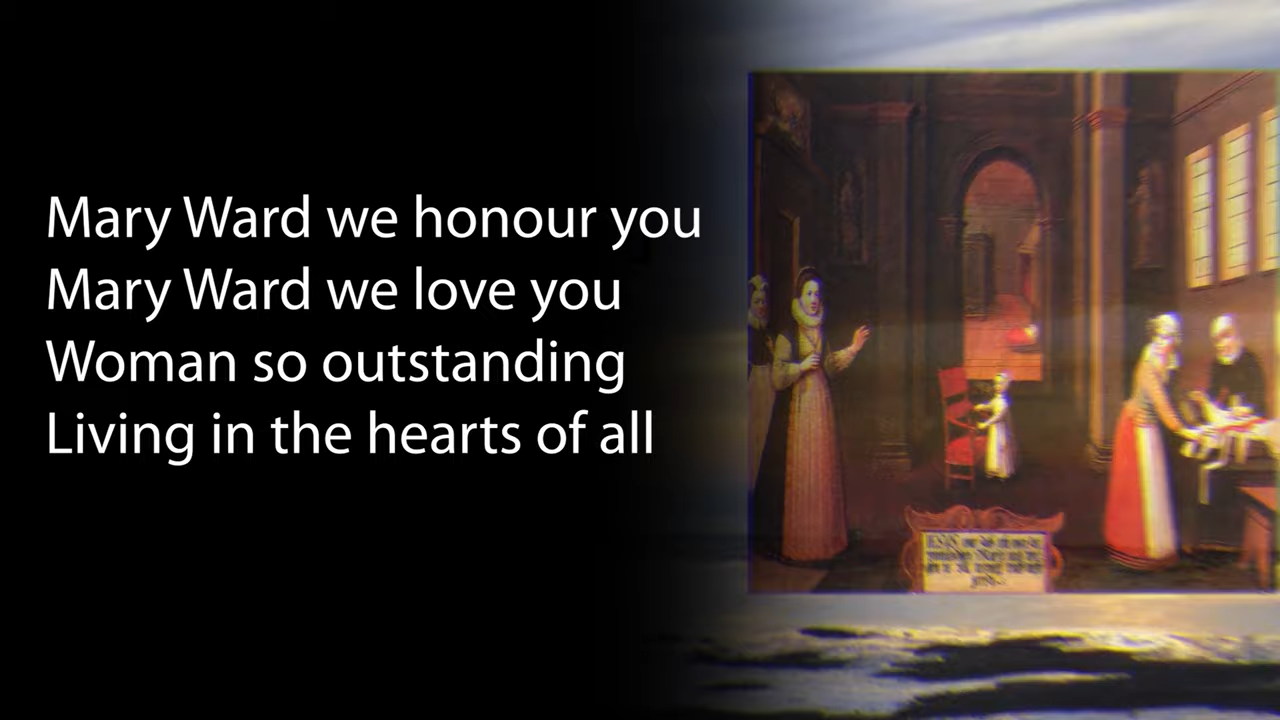 Mary Ward we honour you
Mary Ward we love you
Woman so outstanding
Living in the hearts of all